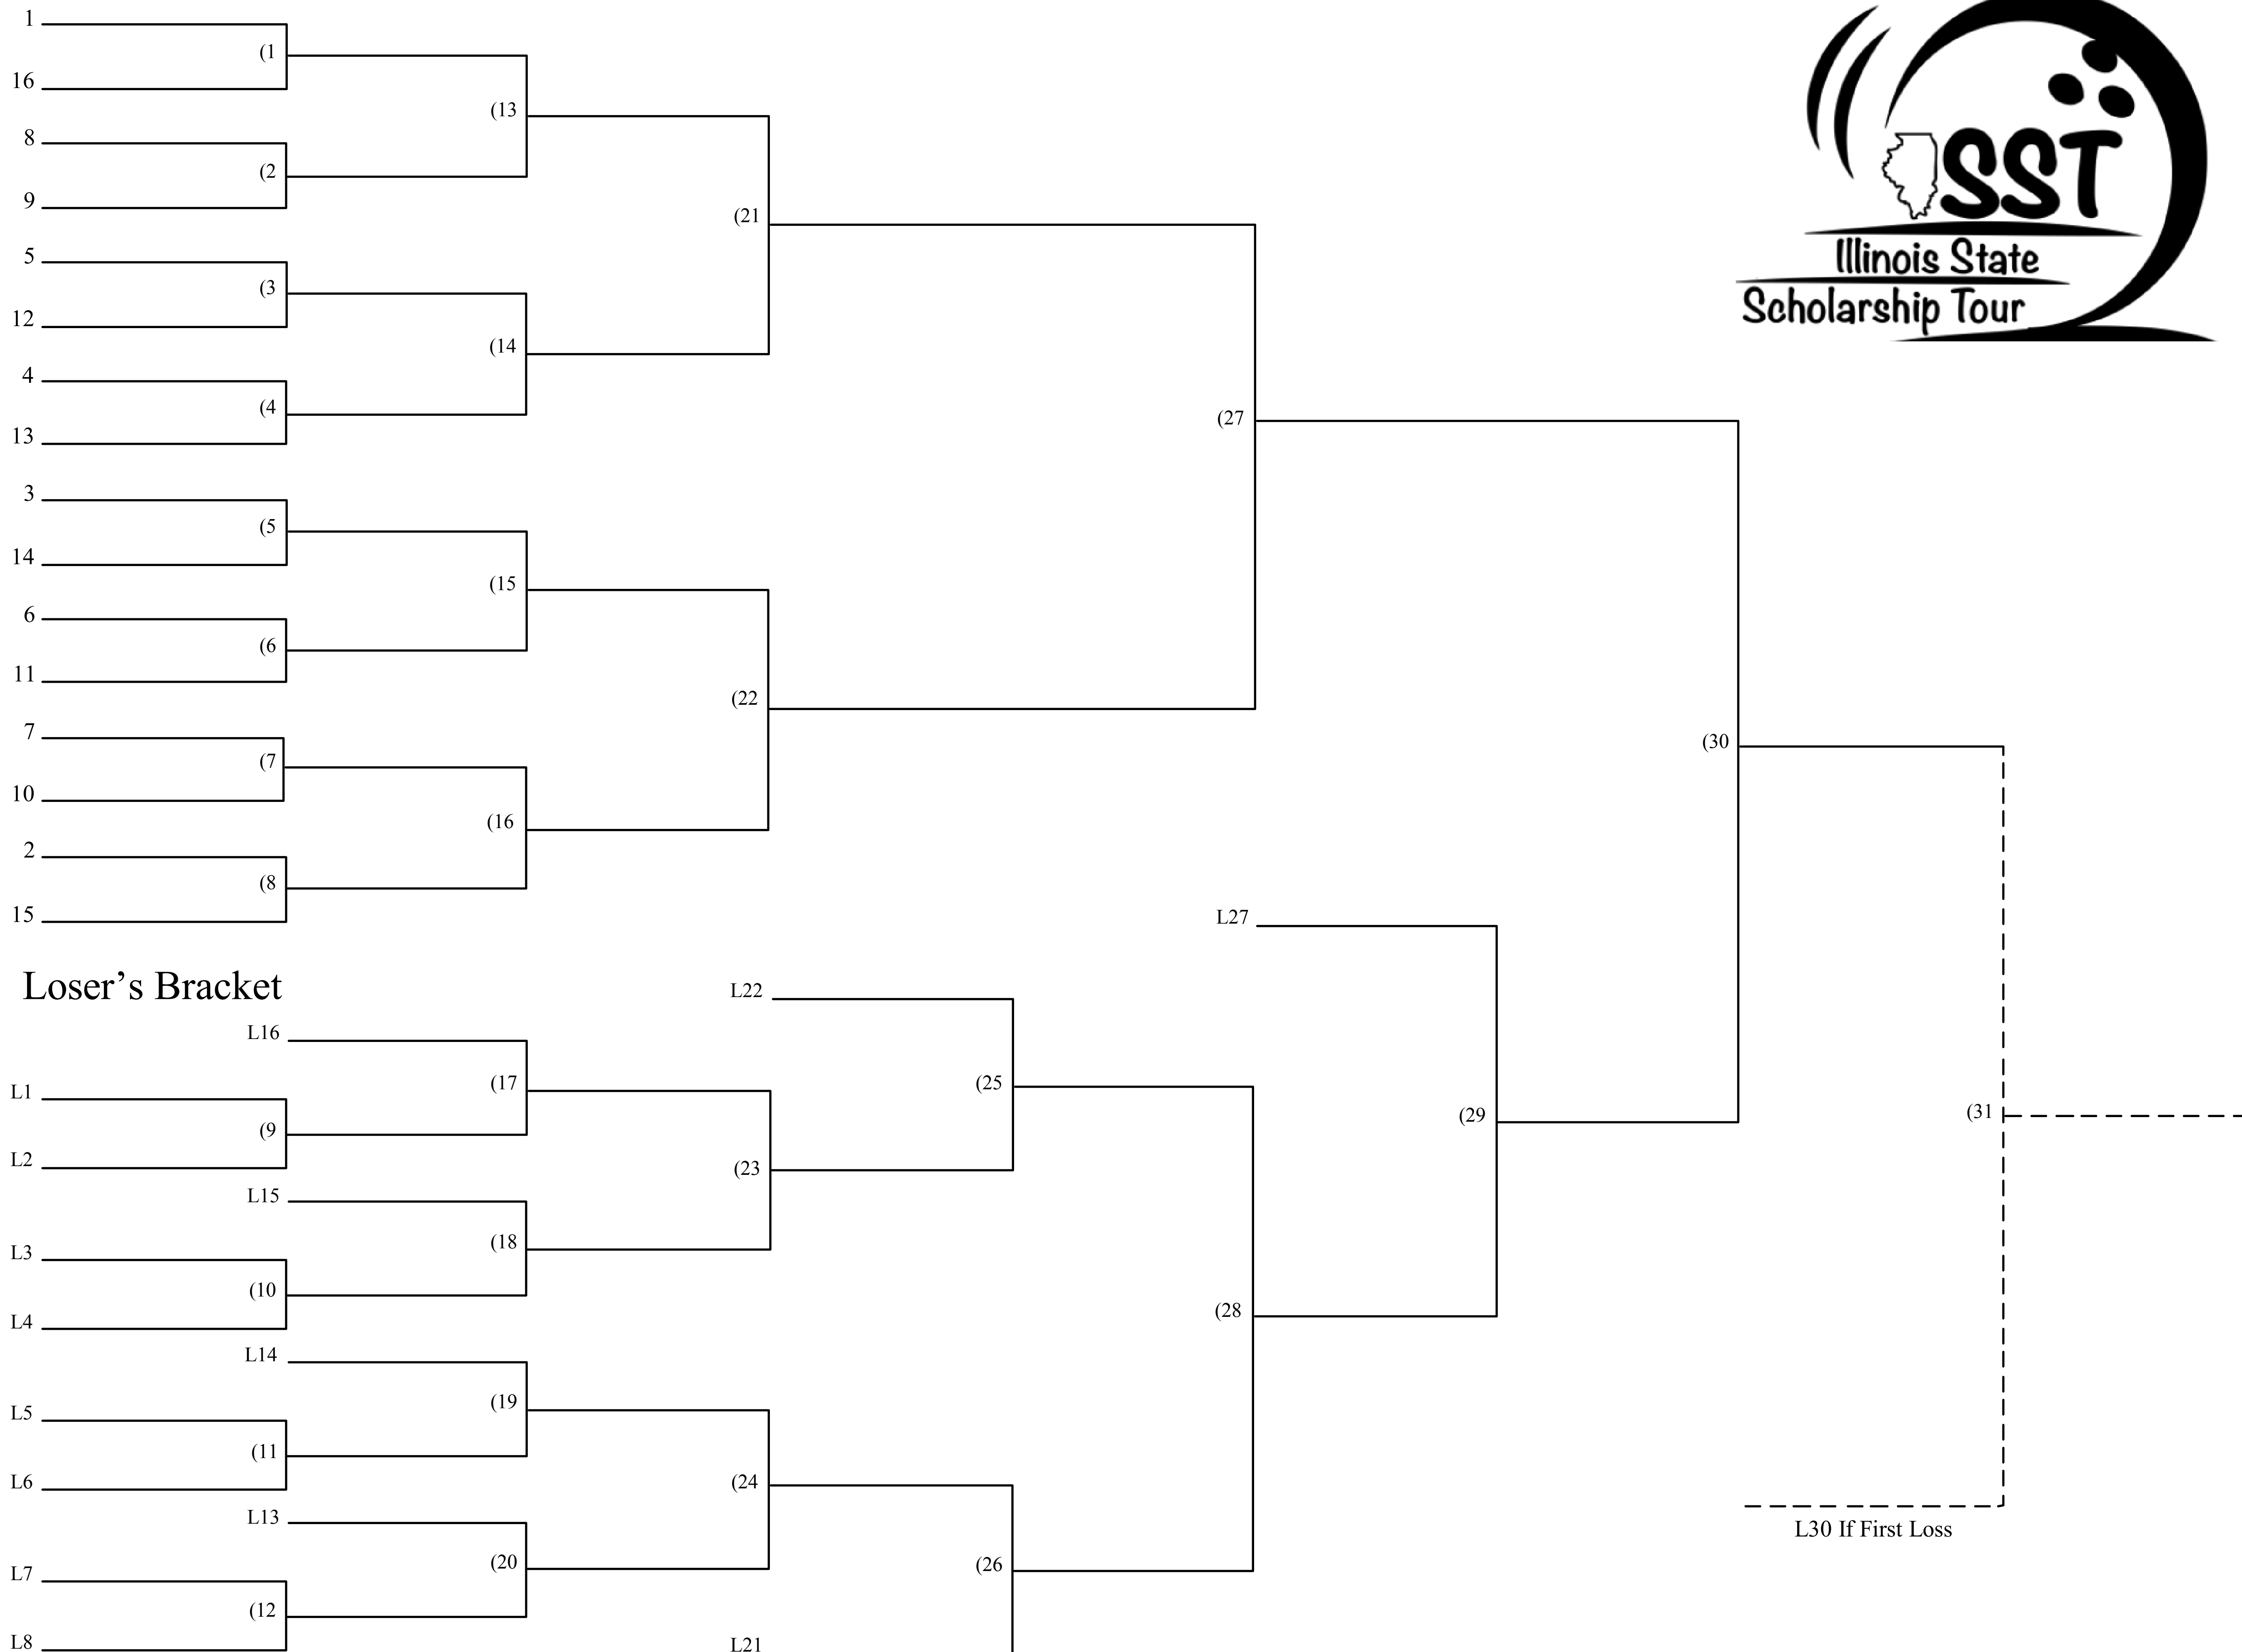 1
(1
16
(13
8
(2
9
(21
5
(3
12
(14
4
(4
13
(27
3
(5
14
(15
6
(6
11
(22
7
(7
10
(16
2
(8
15
(30
SST
Illinois State
Scholarship Tour
L27
Loser’s Bracket
L22
L16
(17
(25
L1
(9
L2
(23
(29
(31
L15
L3
(18
(10
L4
(28
L14
L5
(19
(11
L6
(24
L13
L30 If First Loss
L7
(20
(26
(12
L8
L21